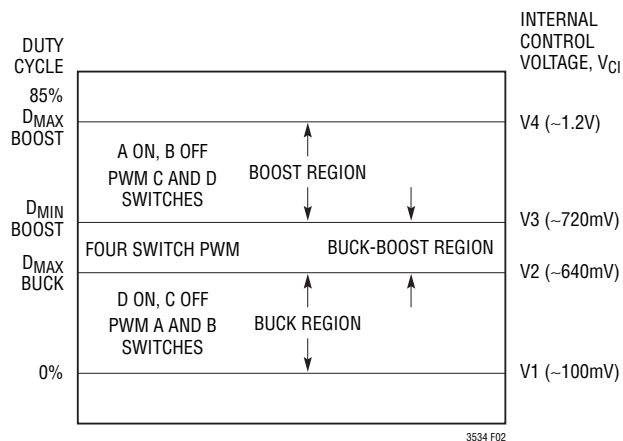 DUTY
CYCLE
INTERNAL
CONTROL
VOLTAGE, VCI
85%
DMAX
BOOST
V4 (~1.2V)
A ON, B OFF
PWM C AND D
SWITCHES
BOOST REGION
DMIN
BOOST
V3 (~720mV)
FOUR SWITCH PWM
BUCK-BOOST REGION
DMAX
BUCK
V2 (~640mV)
D ON, C OFF
PWM A AND B
SWITCHES
BUCK REGION
0%
V1 (~100mV)
3534 F02